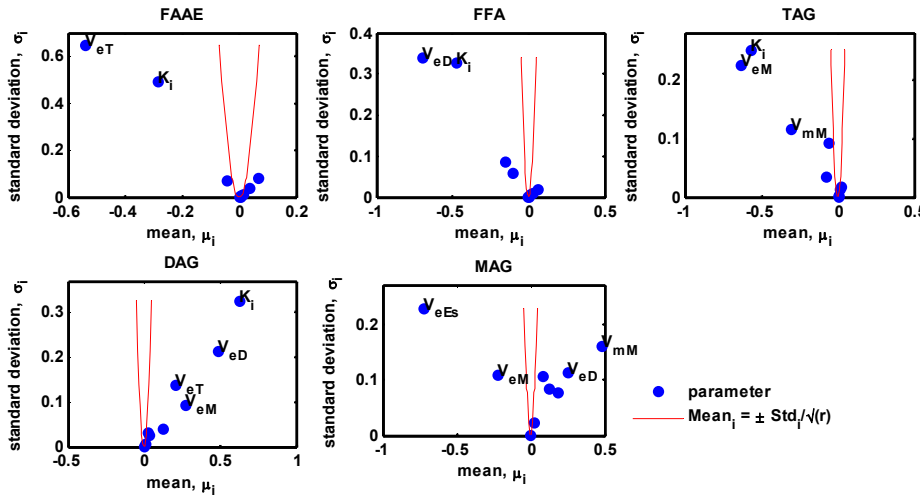 FAAE
standard deviation, σi
0.6
0.4
0.2
0
VeT
Ki
-0.6 -0.4 -0.2 0 0.2
mean, μi
FFA
standard deviation, σi
0.4
0.3
0.2
0.1
0
VeD
Ki
-1 -0.5 0 0.5
mean, μi
TAG
standard deviation, σi
0.2
0.1
0
Ki
VeM
VmM
-1 -0.5 0 0.5
mean, μi
DAG
standard deviation, σi
0.3
0.2
0.1
0
Ki
VeD
VeT
VeM
-0.5 0 0.5 1
mean, μi
MAG
standard deviation, σi
0.2
0.1
0
VeEs
VmM
VeM
VeD
-1 -0.5 0 0.5
mean, μi
parameter
Meani = ± Stdi/√(r)